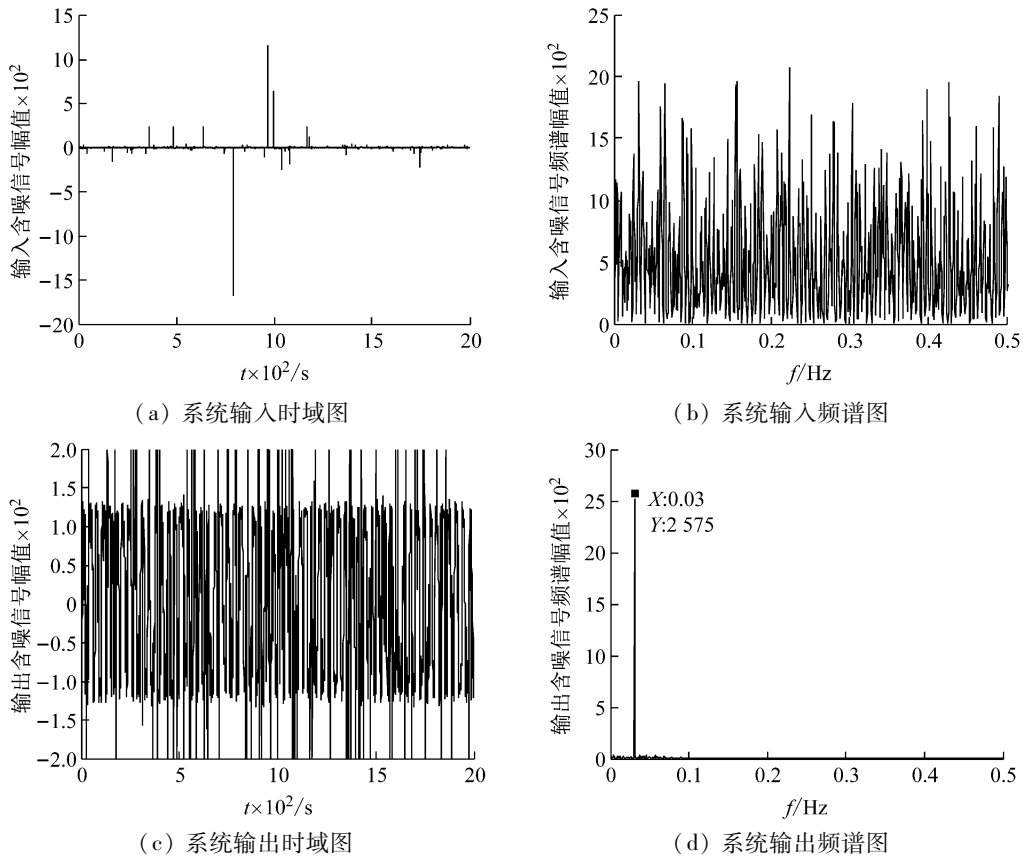 输入含噪信号幅值×10²
15
10
5
0
−5
−10
−15
−20
0 5 10 15 20
t×10²/s
(a) 系统输入时域图
输入含噪信号频谱幅值×10²
25
20
15
10
5
0
0 0.1 0.2 0.3 0.4 0.5
f/Hz
(b) 系统输入频谱图
输出含噪信号幅值×10²
2.0
1.5
1.0
0.5
0
−0.5
−1.0
−1.5
−2.0
0 5 10 15 20
t×10²/s
(c) 系统输出时域图
输出含噪信号频谱幅值×10²
30
25
20
15
10
5
0
X:0.03
Y:2 575
0 0.1 0.2 0.3 0.4 0.5
f/Hz
(d) 系统输出频谱图